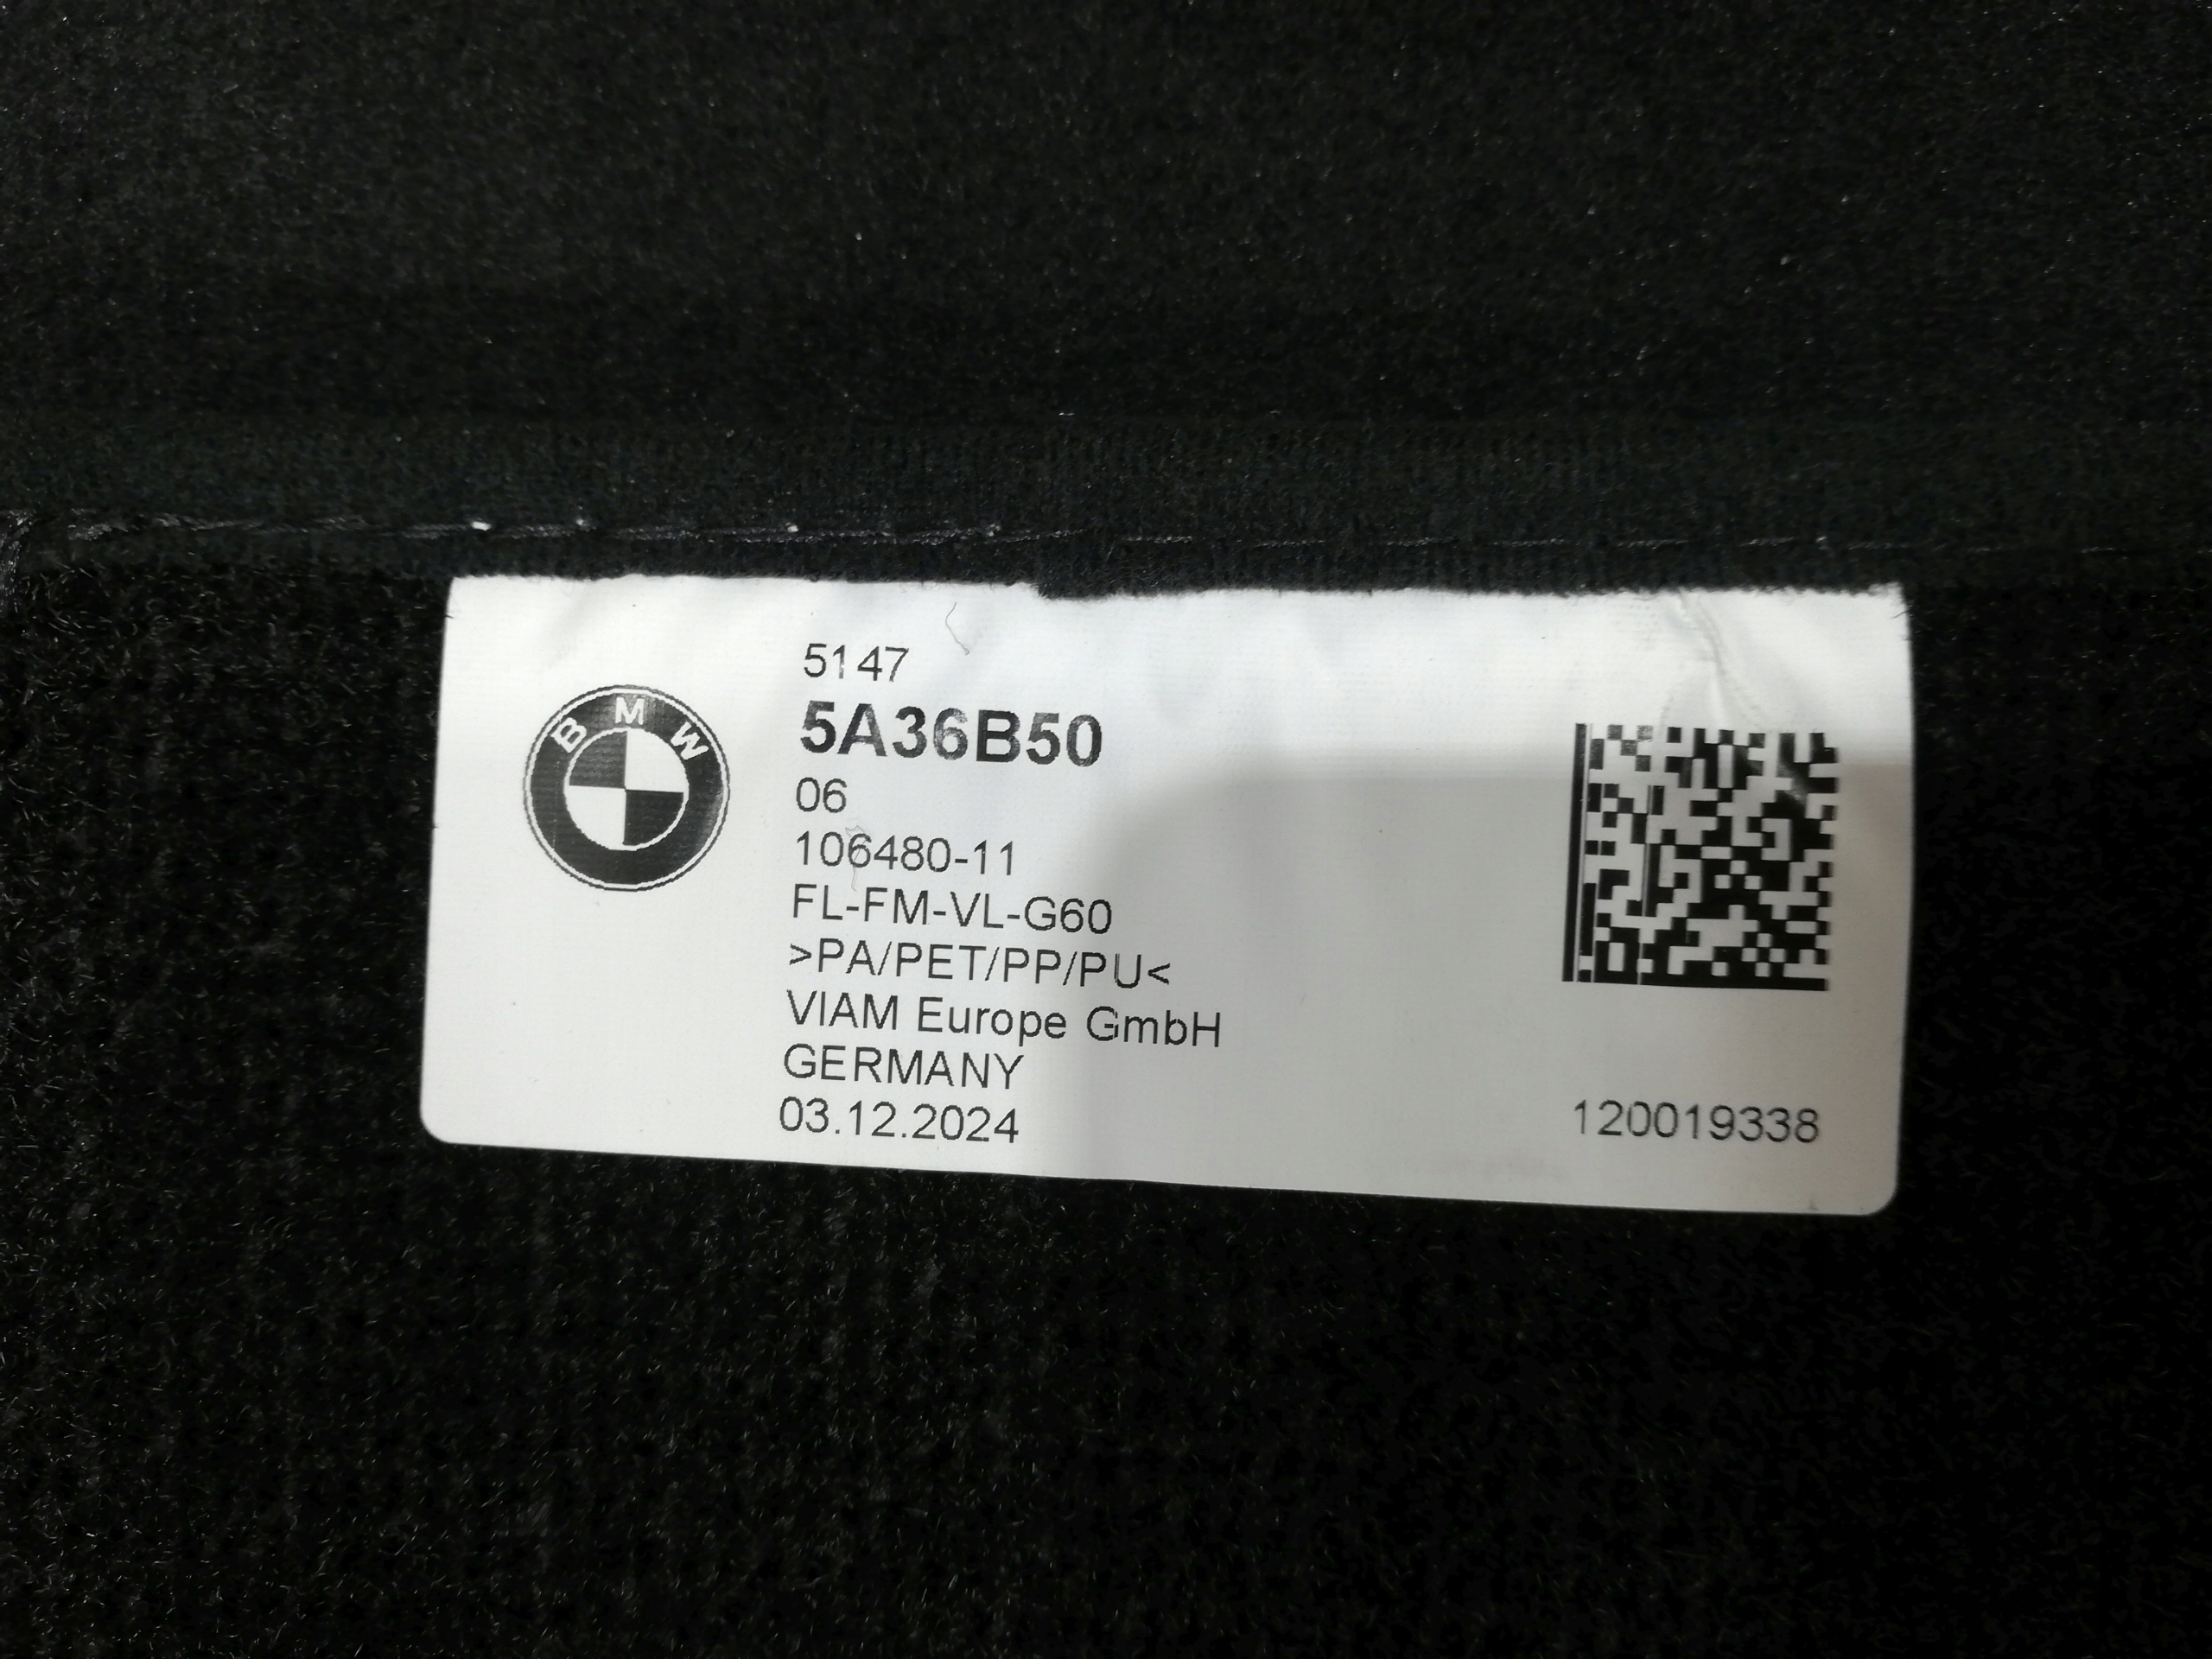 BMW
5147
5A36B50
06
106480-11
FL-FM-VL-G60
>PA/PET/PP/PU<
VIAM Europe GmbH
GERMANY
03.12.2024
120019338